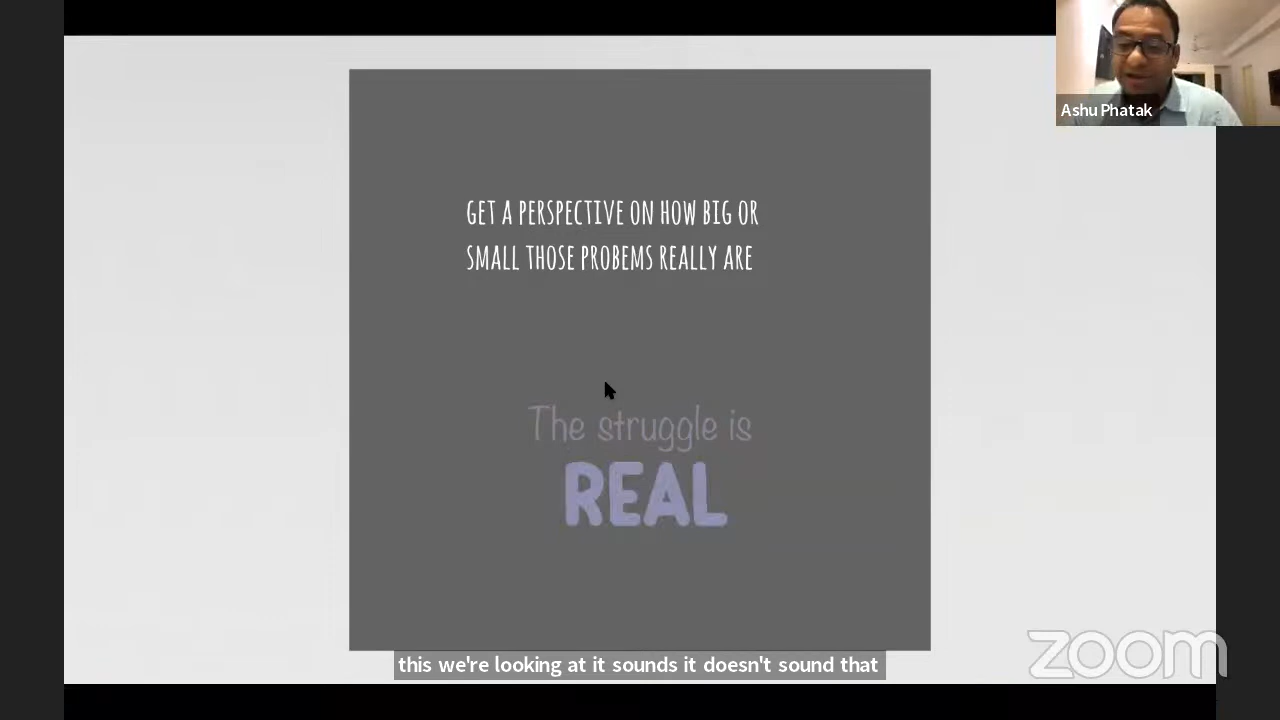 Ashu Phatak
GET A PERSPECTIVE ON HOW BIG OR
SMALL THOSE PROBEMS REALLY ARE
The struggle is
REAL
this we're looking at it sounds it doesn't sound that
zoom